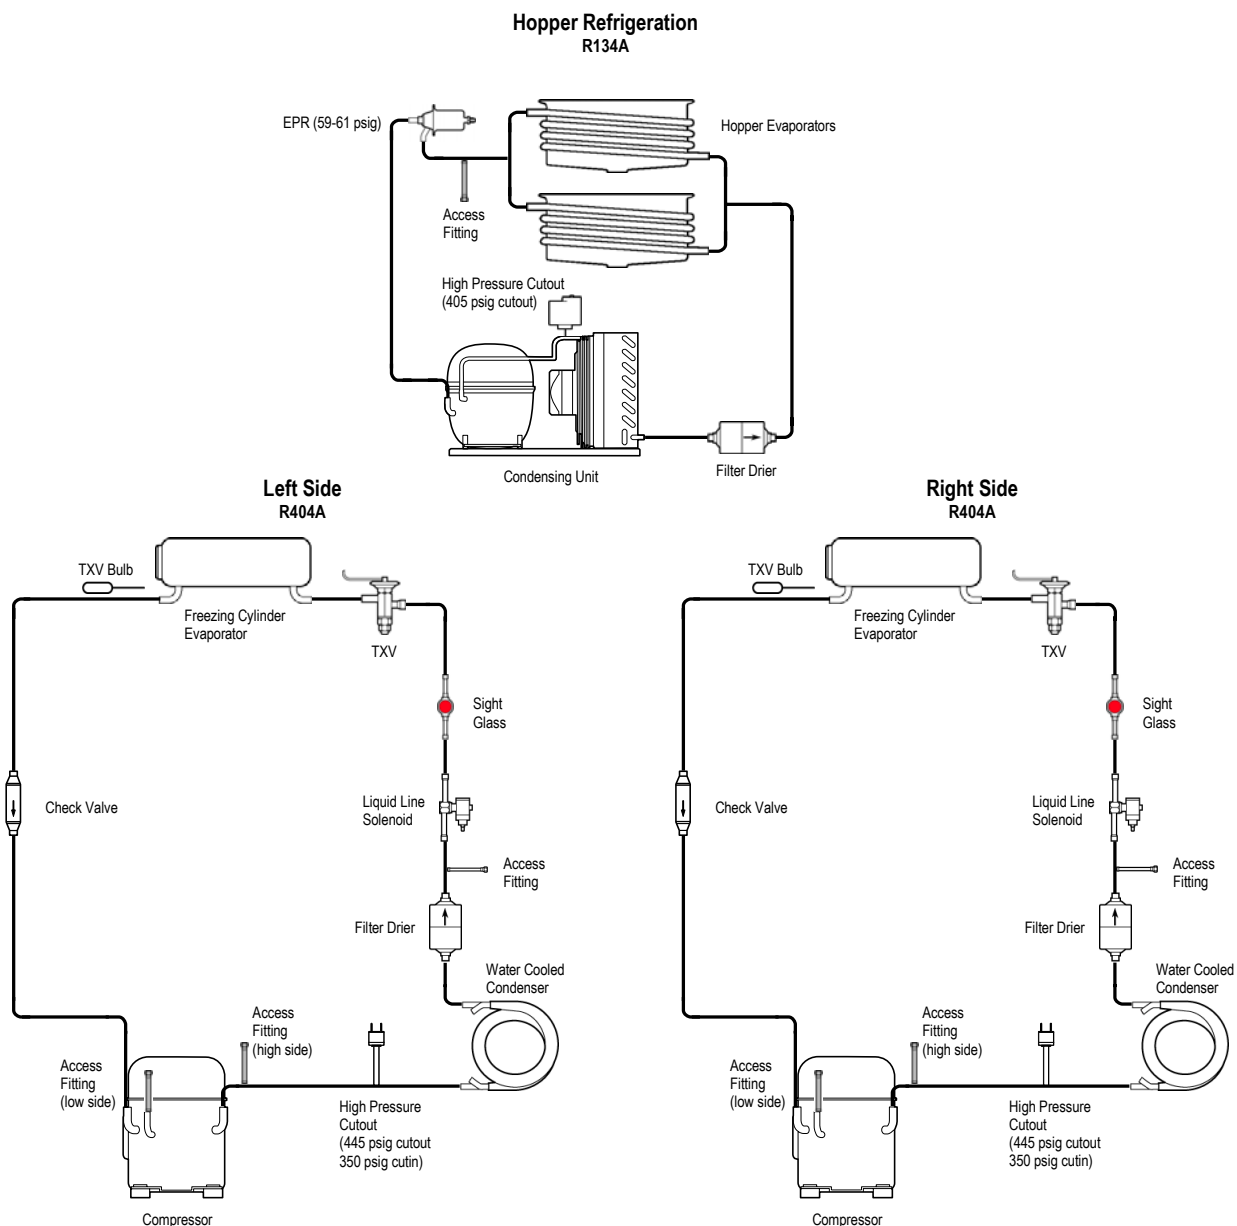 Hopper Refrigeration
R134A
EPR (59-61 psig)
Hopper Evaporators
Access
Fitting
High Pressure Cutout
(405 psig cutout)
Condensing Unit
Filter Drier
Left Side
R404A
TXV Bulb
Freezing Cylinder
Evaporator
TXV
Sight
Glass
Check Valve
Liquid Line
Solenoid
Access
Fitting
Filter Drier
Water Cooled
Condenser
Access
Fitting
(high side)
Access
Fitting
(low side)
High Pressure
Cutout
(445 psig cutout
350 psig cutin)
Compressor
Right Side
R404A
TXV Bulb
Freezing Cylinder
Evaporator
TXV
Sight
Glass
Check Valve
Liquid Line
Solenoid
Access
Fitting
Filter Drier
Water Cooled
Condenser
Access
Fitting
(high side)
Access
Fitting
(low side)
High Pressure
Cutout
(445 psig cutout
350 psig cutin)
Compressor